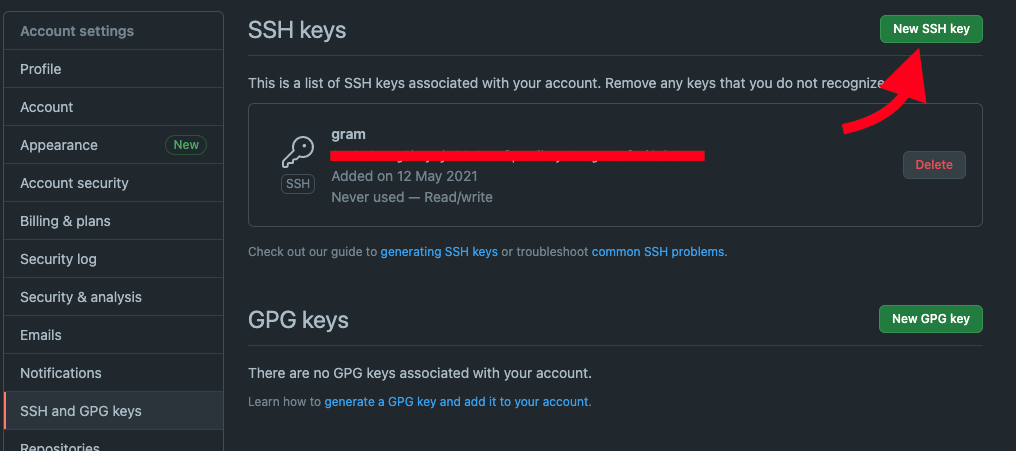 Account settings
Profile
Account
Appearance New
Account security
Billing & plans
Security log
Security & analysis
Emails
Notifications
SSH and GPG keys
Repositories
SSH keys
New SSH key
This is a list of SSH keys associated with your account. Remove any keys that you do not recognize
gram
SSH
Added on 12 May 2021
Never used — Read/write
Delete
Check out our guide to generating SSH keys or troubleshoot common SSH problems.
GPG keys
New GPG key
There are no GPG keys associated with your account.
Learn how to generate a GPG key and add it to your account.